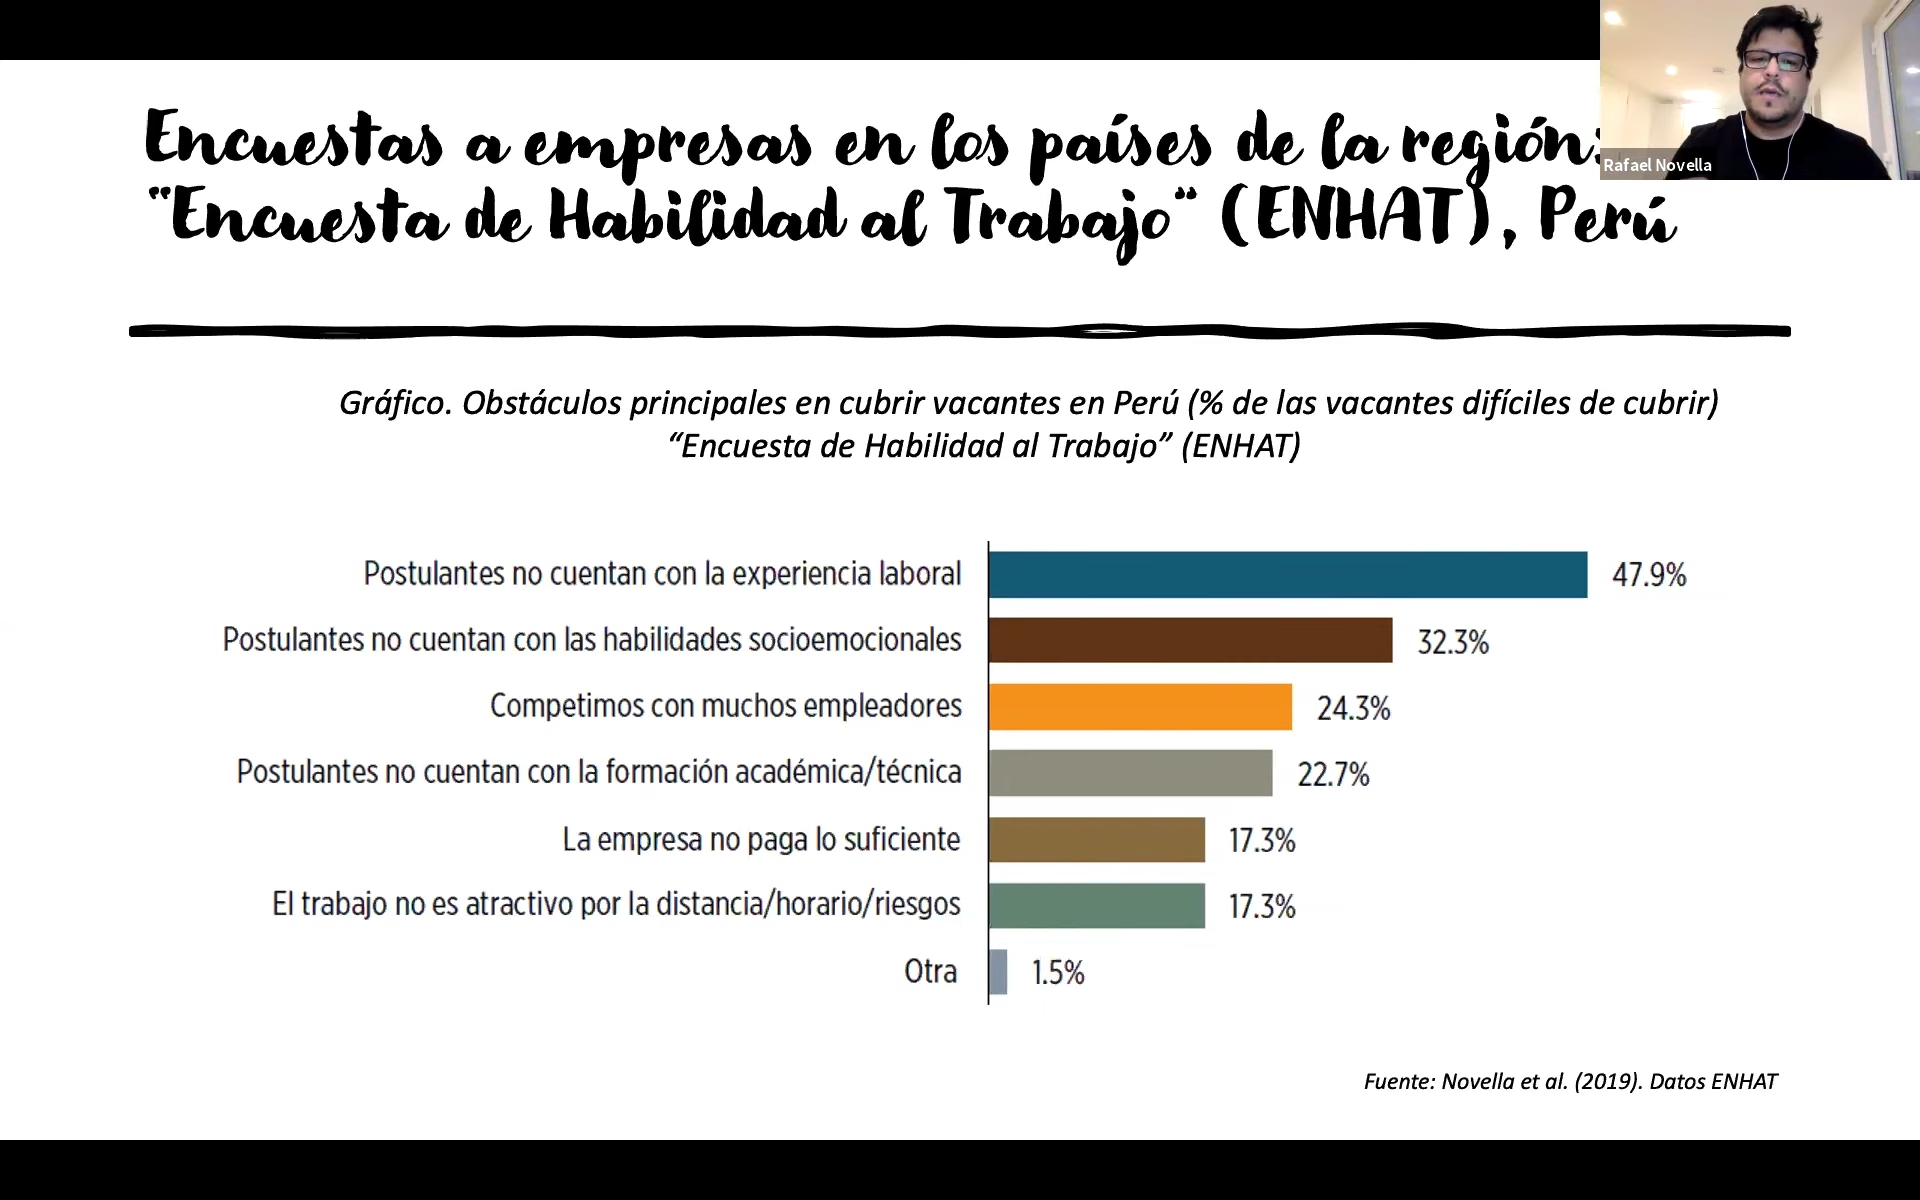 Encuestas a empresas en los países de la región:
"Encuesta de Habilidad al Trabajo" (ENHAT), Perú
Rafael Novella
Gráfico. Obstáculos principales en cubrir vacantes en Perú (% de las vacantes difíciles de cubrir)
“Encuesta de Habilidad al Trabajo” (ENHAT)
Postulantes no cuentan con la experiencia laboral 47.9%
Postulantes no cuentan con las habilidades socioemocionales 32.3%
Competimos con muchos empleadores 24.3%
Postulantes no cuentan con la formación académica/técnica 22.7%
La empresa no paga lo suficiente 17.3%
El trabajo no es atractivo por la distancia/horario/riesgos 17.3%
Otra 1.5%
Fuente: Novella et al. (2019). Datos ENHAT